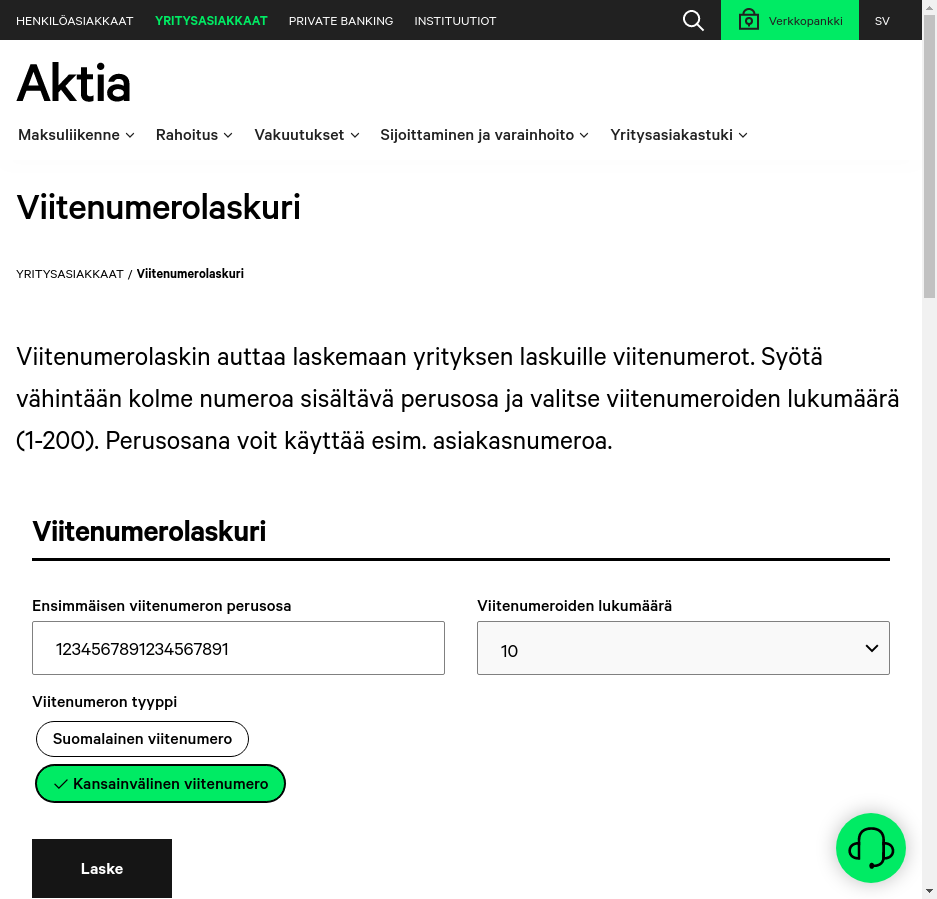 HENKILÖASIAKKAAT YRITYSASIAKKAAT PRIVATE BANKING INSTITUUTIOT Verkkopankki SV
Aktia
Maksuliikenne Rahoitus Vakuutukset Sijoittaminen ja varainhoito Yritysasiakastuki
Viitenumerolaskuri
YRITYSASIAKKAAT / Viitenumerolaskuri
Viitenumerolaskin auttaa laskemaan yrityksen laskuille viitenumerot. Syötä
vähintään kolme numeroa sisältävä perusosa ja valitse viitenumeroiden lukumäärä
(1-200). Perusosana voit käyttää esim. asiakasnumeroa.
Viitenumerolaskuri
Ensimmäisen viitenumeron perusosa Viitenumeroiden lukumäärä
1234567891234567891 10
Viitenumeron tyyppi
Suomalainen viitenumero
Kansainvälinen viitenumero
Laske